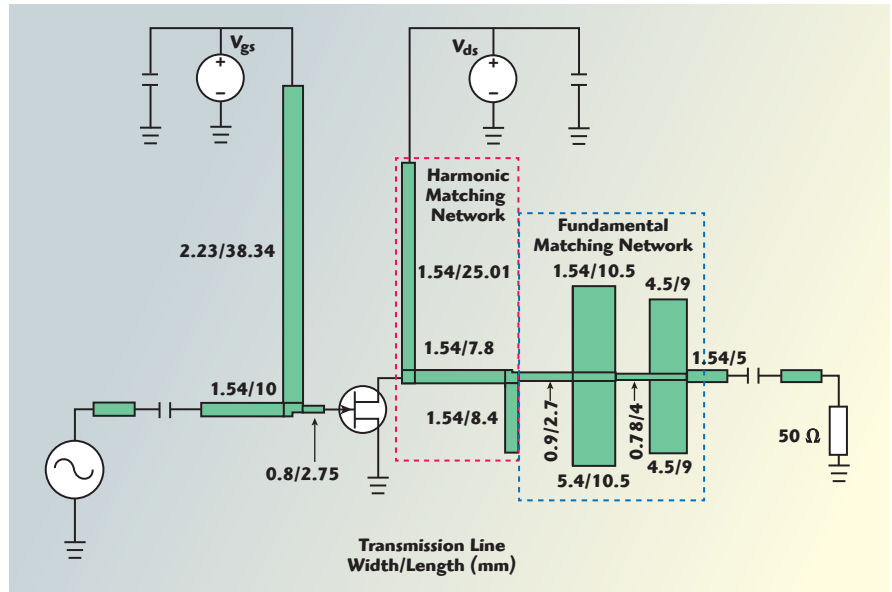 Vgs
+
−
Vds
+
−
Harmonic
Matching
Network
Fundamental
Matching Network
2.23/38.34
1.54/25.01
1.54/10.5
4.5/9
1.54/7.8
1.54/5
1.54/10
1.54/8.4
0.9/2.7
0.78/4
50 Ω
0.8/2.75
5.4/10.5
4.5/9
Transmission Line
Width/Length (mm)